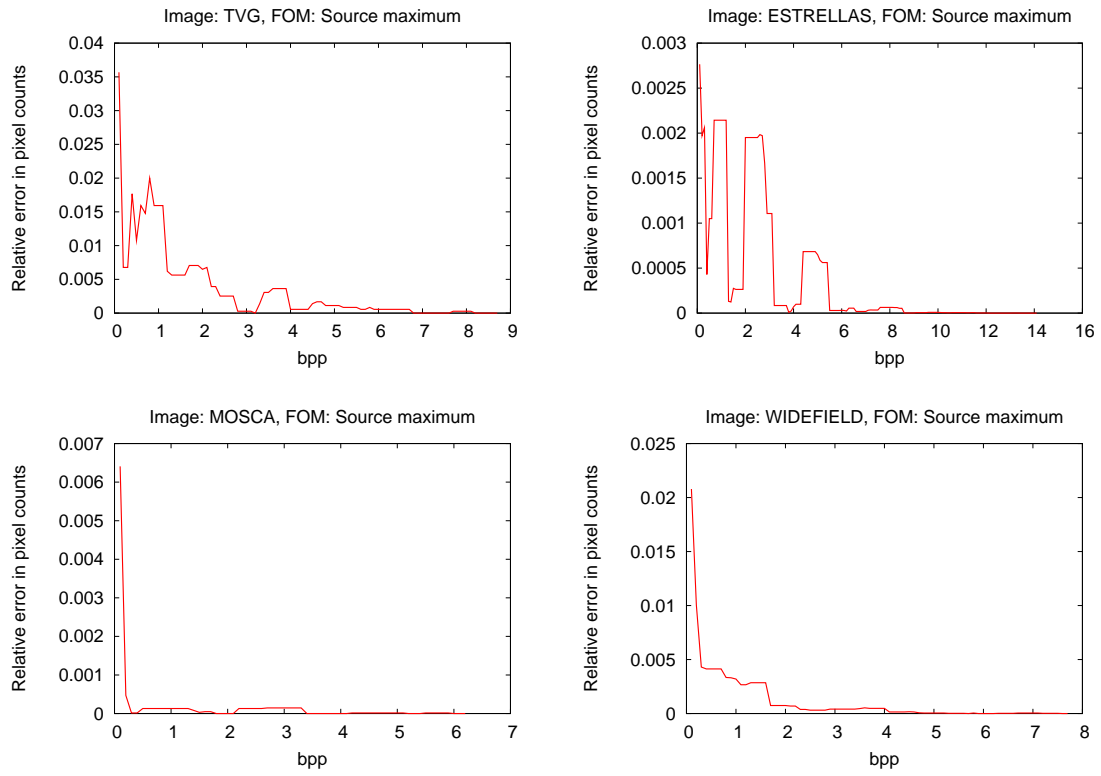 Image: TVG, FOM: Source maximum
Relative error in pixel counts
0.04
0.035
0.03
0.025
0.02
0.015
0.01
0.005
0
0 1 2 3 4 5 6 7 8 9
bpp
Image: ESTRELLAS, FOM: Source maximum
Relative error in pixel counts
0.003
0.0025
0.002
0.0015
0.001
0.0005
0
0 2 4 6 8 10 12 14 16
bpp
Image: MOSCA, FOM: Source maximum
Relative error in pixel counts
0.007
0.006
0.005
0.004
0.003
0.002
0.001
0
0 1 2 3 4 5 6 7
bpp
Image: WIDEFIELD, FOM: Source maximum
Relative error in pixel counts
0.025
0.02
0.015
0.01
0.005
0
0 1 2 3 4 5 6 7 8
bpp